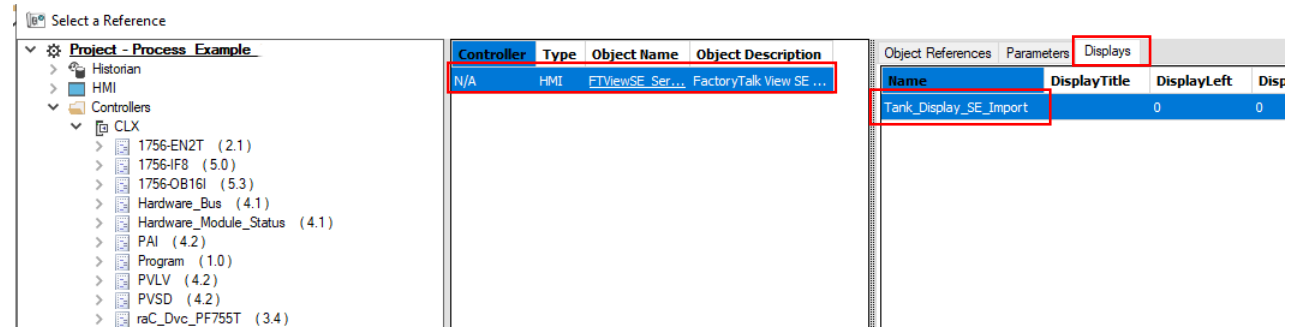 Select a Reference
Project - Process_Example
Historian
HMI
Controllers
CLX
1756-EN2T (2.1)
1756-IF8 (5.0)
1756-OB16I (5.3)
Hardware_Bus (4.1)
Hardware_Module_Status (4.1)
PAI (4.2)
Program (1.0)
PVLV (4.2)
PVSD (4.2)
raC_Dvc_PF755T (3.4)
Controller Type Object Name Object Description
N/A HMI FTViewSE_Ser... FactoryTalk View SE ...
Object References Parameters Displays
Name DisplayTitle DisplayLeft Disp
Tank_Display_SE_Import 0 0